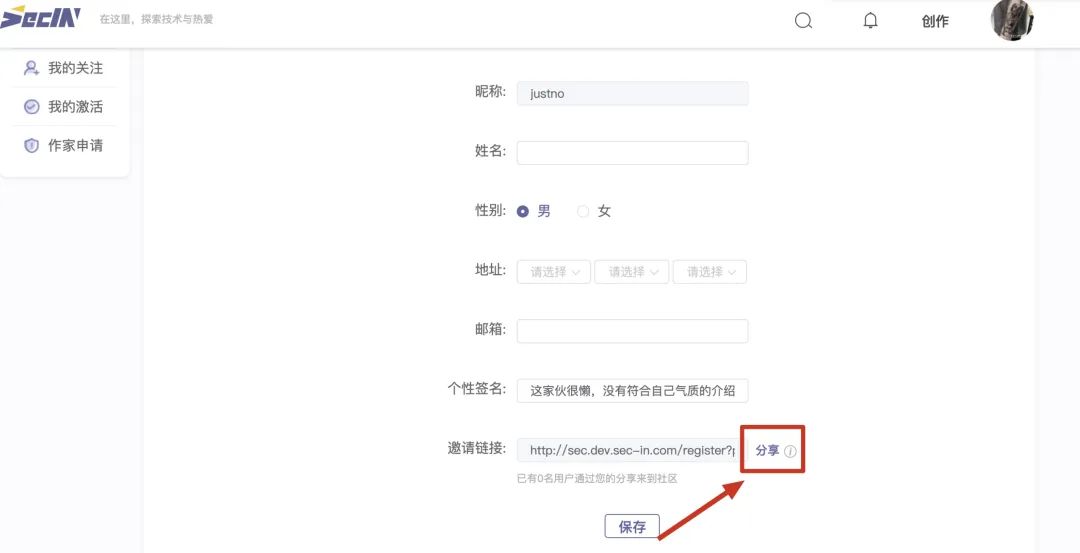 SecIN 在这里，探索技术与热爱 创作
我的关注
我的激活
作家申请
昵称: justno
姓名:
性别: 男 女
地址: 请选择 请选择 请选择
邮箱:
个性签名: 这家伙很懒，没有符合自己气质的介绍
邀请链接: http://sec.dev.sec-in.com/register?p 分享
已有0名用户通过您的分享来到社区
保存